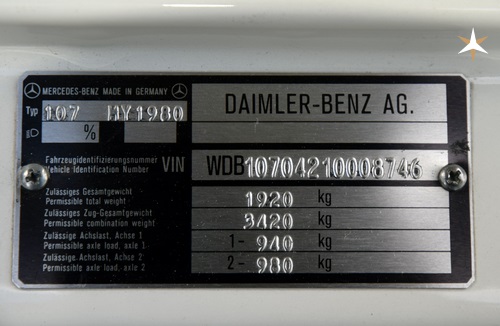 MERCEDES-BENZ MADE IN GERMANY
Typ 107 MY1980
DAIMLER-BENZ AG.
%
Fahrzeugidentifizierungsnummer
Vehicle Identification Number
VIN WDB10704210008746
Zulässiges Gesamtgewicht
Permissible total weight
1920 kg
Zulässiges Zug-Gesamtgewicht
Permissible combination weight
3420 kg
Zulässige Achslast, Achse 1
Permissible axle load, axle 1
1- 940 kg
Zulässige Achslast, Achse 2
Permissible axle load, axle 2
2- 980 kg